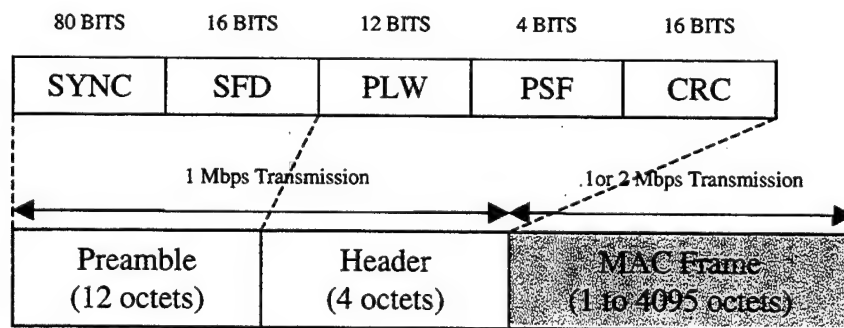 80 BITS 16 BITS 12 BITS 4 BITS 16 BITS
SYNC SFD PLW PSF CRC
1 Mbps Transmission .1or 2 Mbps Transmission
Preamble Header MAC Frame
(12 octets) (4 octets) (1 to 4095 octets)